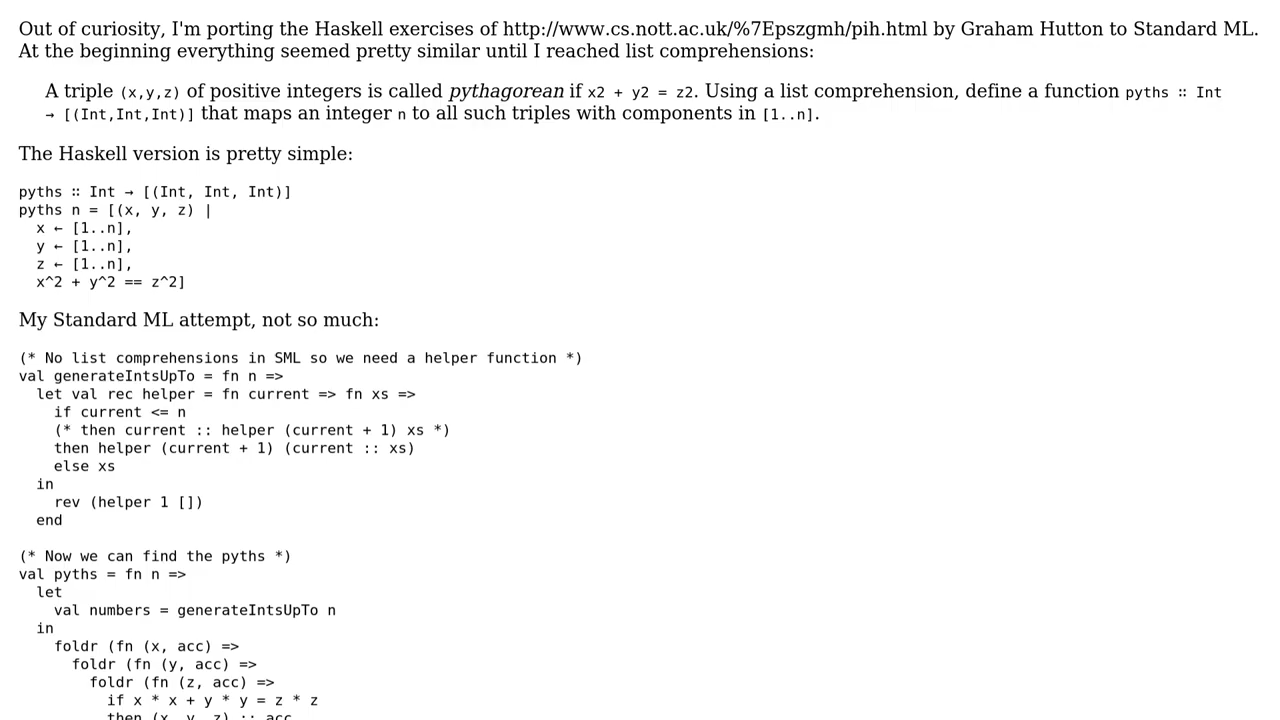 Out of curiosity, I'm porting the Haskell exercises of http://www.cs.nott.ac.uk/%7Epszgmh/pih.html by Graham Hutton to Standard ML.
At the beginning everything seemed pretty similar until I reached list comprehensions:
A triple (x,y,z) of positive integers is called pythagorean if x2 + y2 = z2. Using a list comprehension, define a function pyths ∷ Int
→ [(Int,Int,Int)] that maps an integer n to all such triples with components in [1..n].
The Haskell version is pretty simple:
pyths ∷ Int → [(Int, Int, Int)]
pyths n = [(x, y, z) |
  x ← [1..n],
  y ← [1..n],
  z ← [1..n],
  x^2 + y^2 == z^2]
My Standard ML attempt, not so much:
(* No list comprehensions in SML so we need a helper function *)
val generateIntsUpTo = fn n =>
  let val rec helper = fn current => fn xs =>
    if current <= n
    (* then current :: helper (current + 1) xs *)
    then helper (current + 1) (current :: xs)
    else xs
  in
    rev (helper 1 [])
  end
(* Now we can find the pyths *)
val pyths = fn n =>
  let
    val numbers = generateIntsUpTo n
  in
    foldr (fn (x, acc) =>
      foldr (fn (y, acc) =>
        foldr (fn (z, acc) =>
          if x * x + y * y = z * z
          then (x, y, z) :: acc